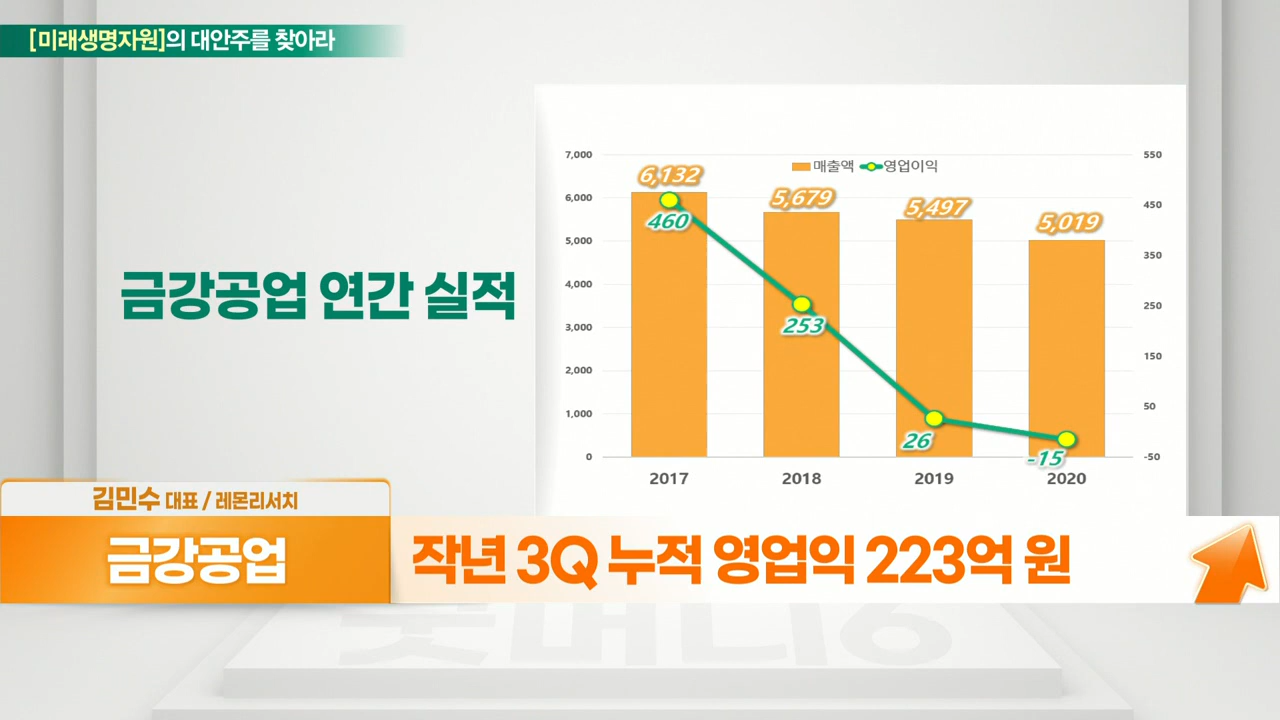 [미래생명자원]의 대안주를 찾아라
금강공업 연간 실적
매출액 영업이익
7,000
6,000
5,000
4,000
3,000
2,000
1,000
0
6,132 5,679 5,497 5,019
460
253
26
-15
550
450
350
250
150
50
-50
2017 2018 2019 2020
김민수 대표 / 레몬리서치
금강공업
작년 3Q 누적 영업익 223억 원
굿머니6